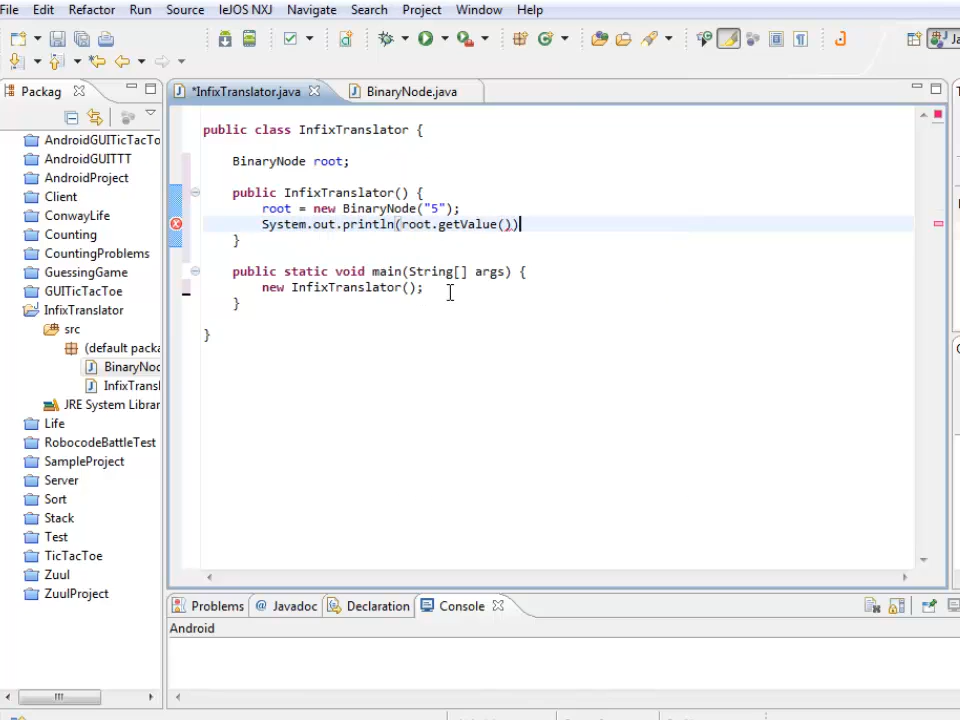 File Edit Refactor Run Source leJOS NXJ Navigate Search Project Window Help
Packag
*InfixTranslator.java
BinaryNode.java
AndroidGUITicTacTo
AndroidGUITTT
AndroidProject
Client
ConwayLife
Counting
CountingProblems
GuessingGame
GUITicTacToe
InfixTranslator
src
(default packa
BinaryNoc
InfixTransl
JRE System Librar
Life
RobocodeBattleTest
SampleProject
Server
Sort
Stack
Test
TicTacToe
Zuul
ZuulProject
public class InfixTranslator {
BinaryNode root;
public InfixTranslator() {
root = new BinaryNode("5");
System.out.println(root.getValue())
}
public static void main(String[] args) {
new InfixTranslator();
}
}
Problems @ Javadoc Declaration Console
Android